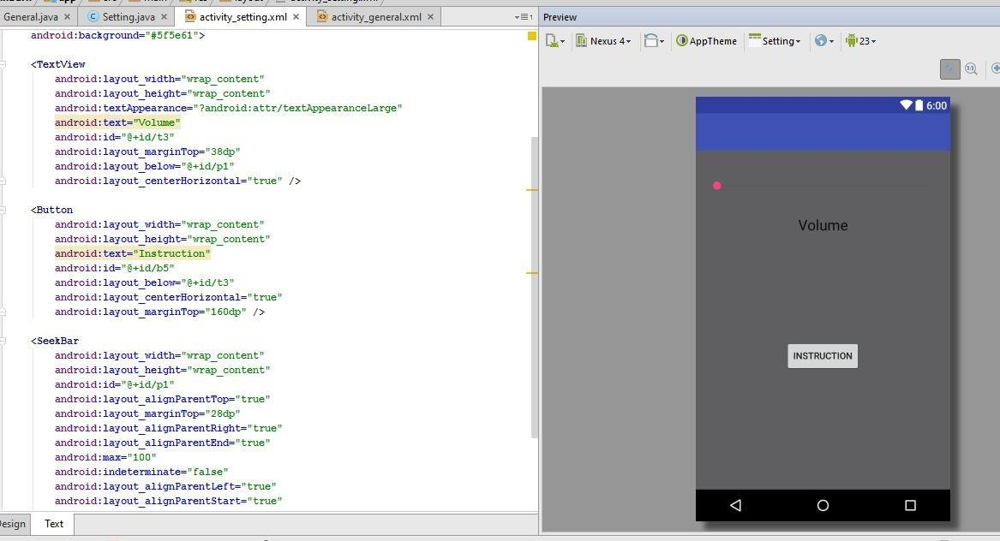 General.java
Setting.java
activity_setting.xml
activity_general.xml
Preview
Nexus 4
AppTheme
Setting
23
android:background="#5f5e61">
<TextView
android:layout_width="wrap_content"
android:layout_height="wrap_content"
android:textAppearance="?android:attr/textAppearanceLarge"
android:text="Volume"
android:id="@+id/t3"
android:layout_marginTop="38dp"
android:layout_below="@+id/p1"
android:layout_centerHorizontal="true" />
<Button
android:layout_width="wrap_content"
android:layout_height="wrap_content"
android:text="Instruction"
android:id="@+id/b5"
android:layout_below="@+id/t3"
android:layout_centerHorizontal="true"
android:layout_marginTop="160dp" />
<SeekBar
android:layout_width="wrap_content"
android:layout_height="wrap_content"
android:id="@+id/p1"
android:layout_alignParentTop="true"
android:layout_marginTop="28dp"
android:layout_alignParentRight="true"
android:layout_alignParentEnd="true"
android:max="100"
android:indeterminate="false"
android:layout_alignParentLeft="true"
android:layout_alignParentStart="true"
6:00
Volume
INSTRUCTION
esign
Text